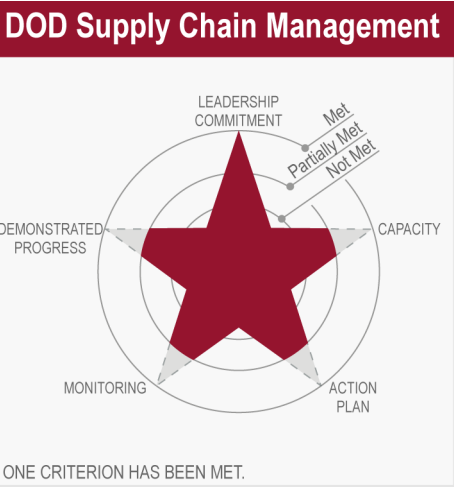 DOD Supply Chain Management
LEADERSHIP
COMMITMENT
Met
Partially Met
Not Met
DEMONSTRATED
PROGRESS
CAPACITY
MONITORING
ACTION
PLAN
ONE CRITERION HAS BEEN MET.